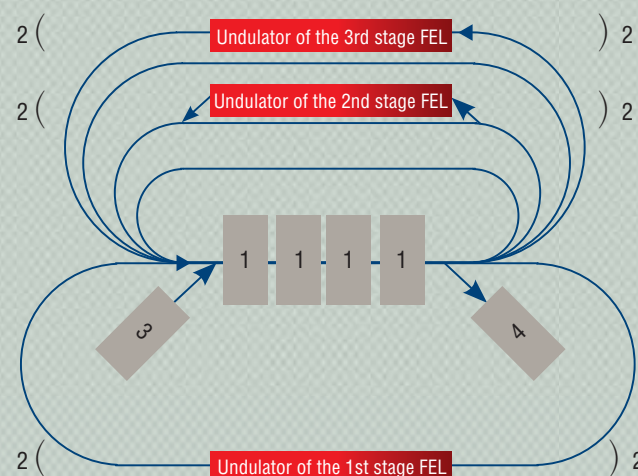 2 ( Undulator of the 3rd stage FEL ) 2
2 ( Undulator of the 2nd stage FEL ) 2
1 1 1 1
3 4
2 ( Undulator of the 1st stage FEL ) 2